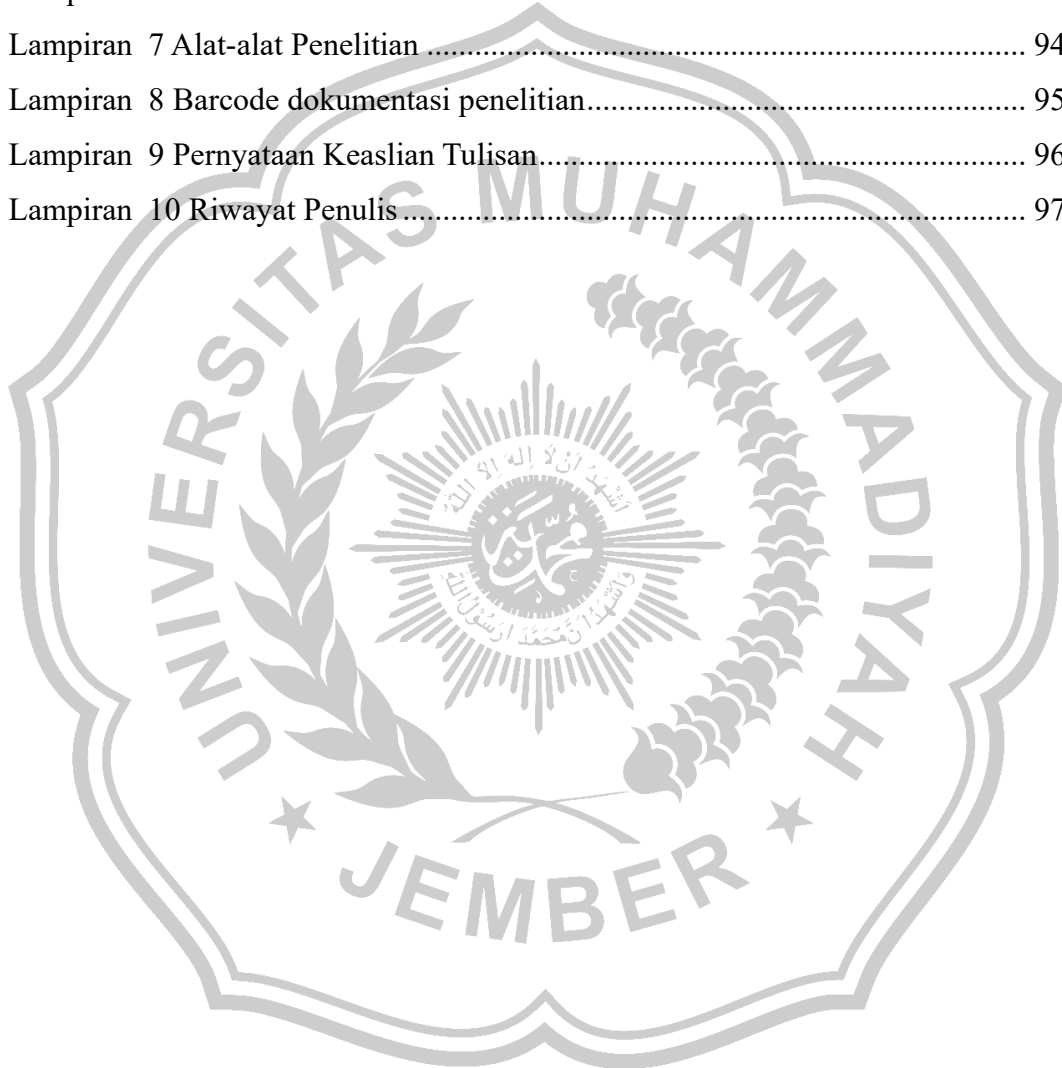 Lampiran 7 Alat-alat Penelitian ........................................................................... 94
Lampiran 8 Barcode dokumentasi penelitian....................................................... 95
Lampiran 9 Pernyataan Keaslian Tulisan............................................................. 96
Lampiran 10 Riwayat Penulis.............................................................................. 97
UNIVERSITAS MUHAMMADIYAH
JEMBER